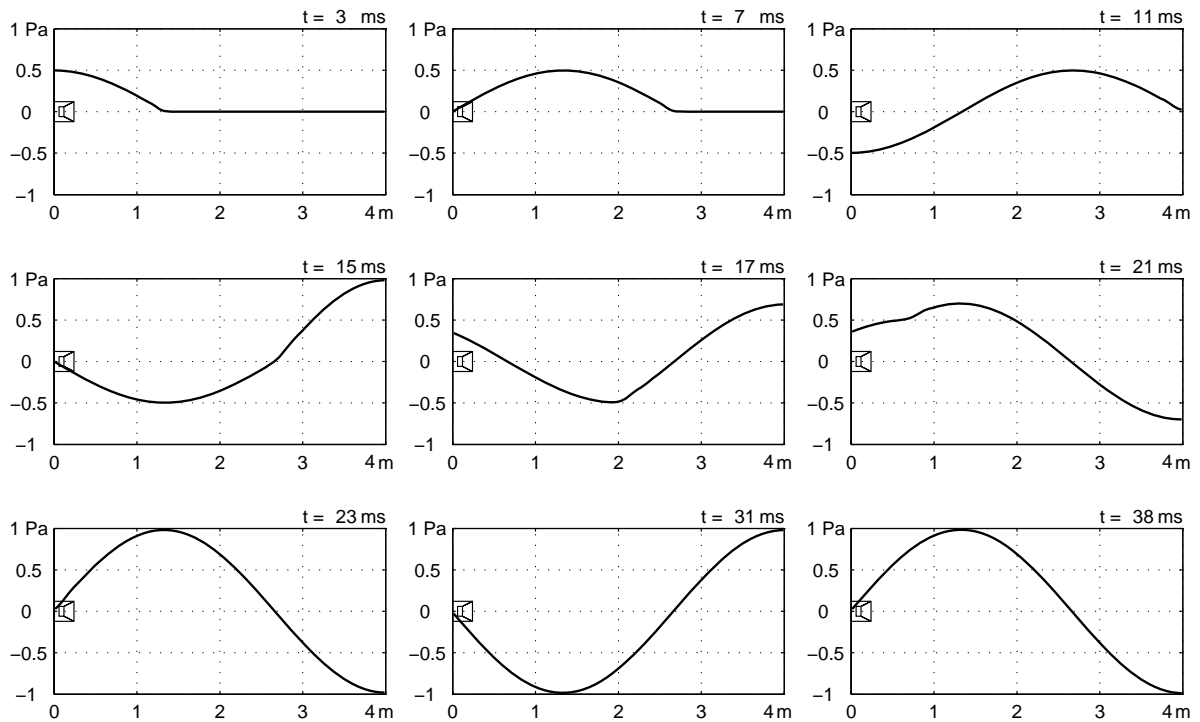 t = 3 ms
t = 7 ms
t = 11 ms
1 Pa
0.5
0
−0.5
−1
0 1 2 3 4 m
1 Pa
0.5
0
−0.5
−1
0 1 2 3 4 m
1 Pa
0.5
0
−0.5
−1
0 1 2 3 4 m
t = 15 ms
t = 17 ms
t = 21 ms
1 Pa
0.5
0
−0.5
−1
0 1 2 3 4 m
1 Pa
0.5
0
−0.5
−1
0 1 2 3 4 m
1 Pa
0.5
0
−0.5
−1
0 1 2 3 4 m
t = 23 ms
t = 31 ms
t = 38 ms
1 Pa
0.5
0
−0.5
−1
0 1 2 3 4 m
1 Pa
0.5
0
−0.5
−1
0 1 2 3 4 m
1 Pa
0.5
0
−0.5
−1
0 1 2 3 4 m